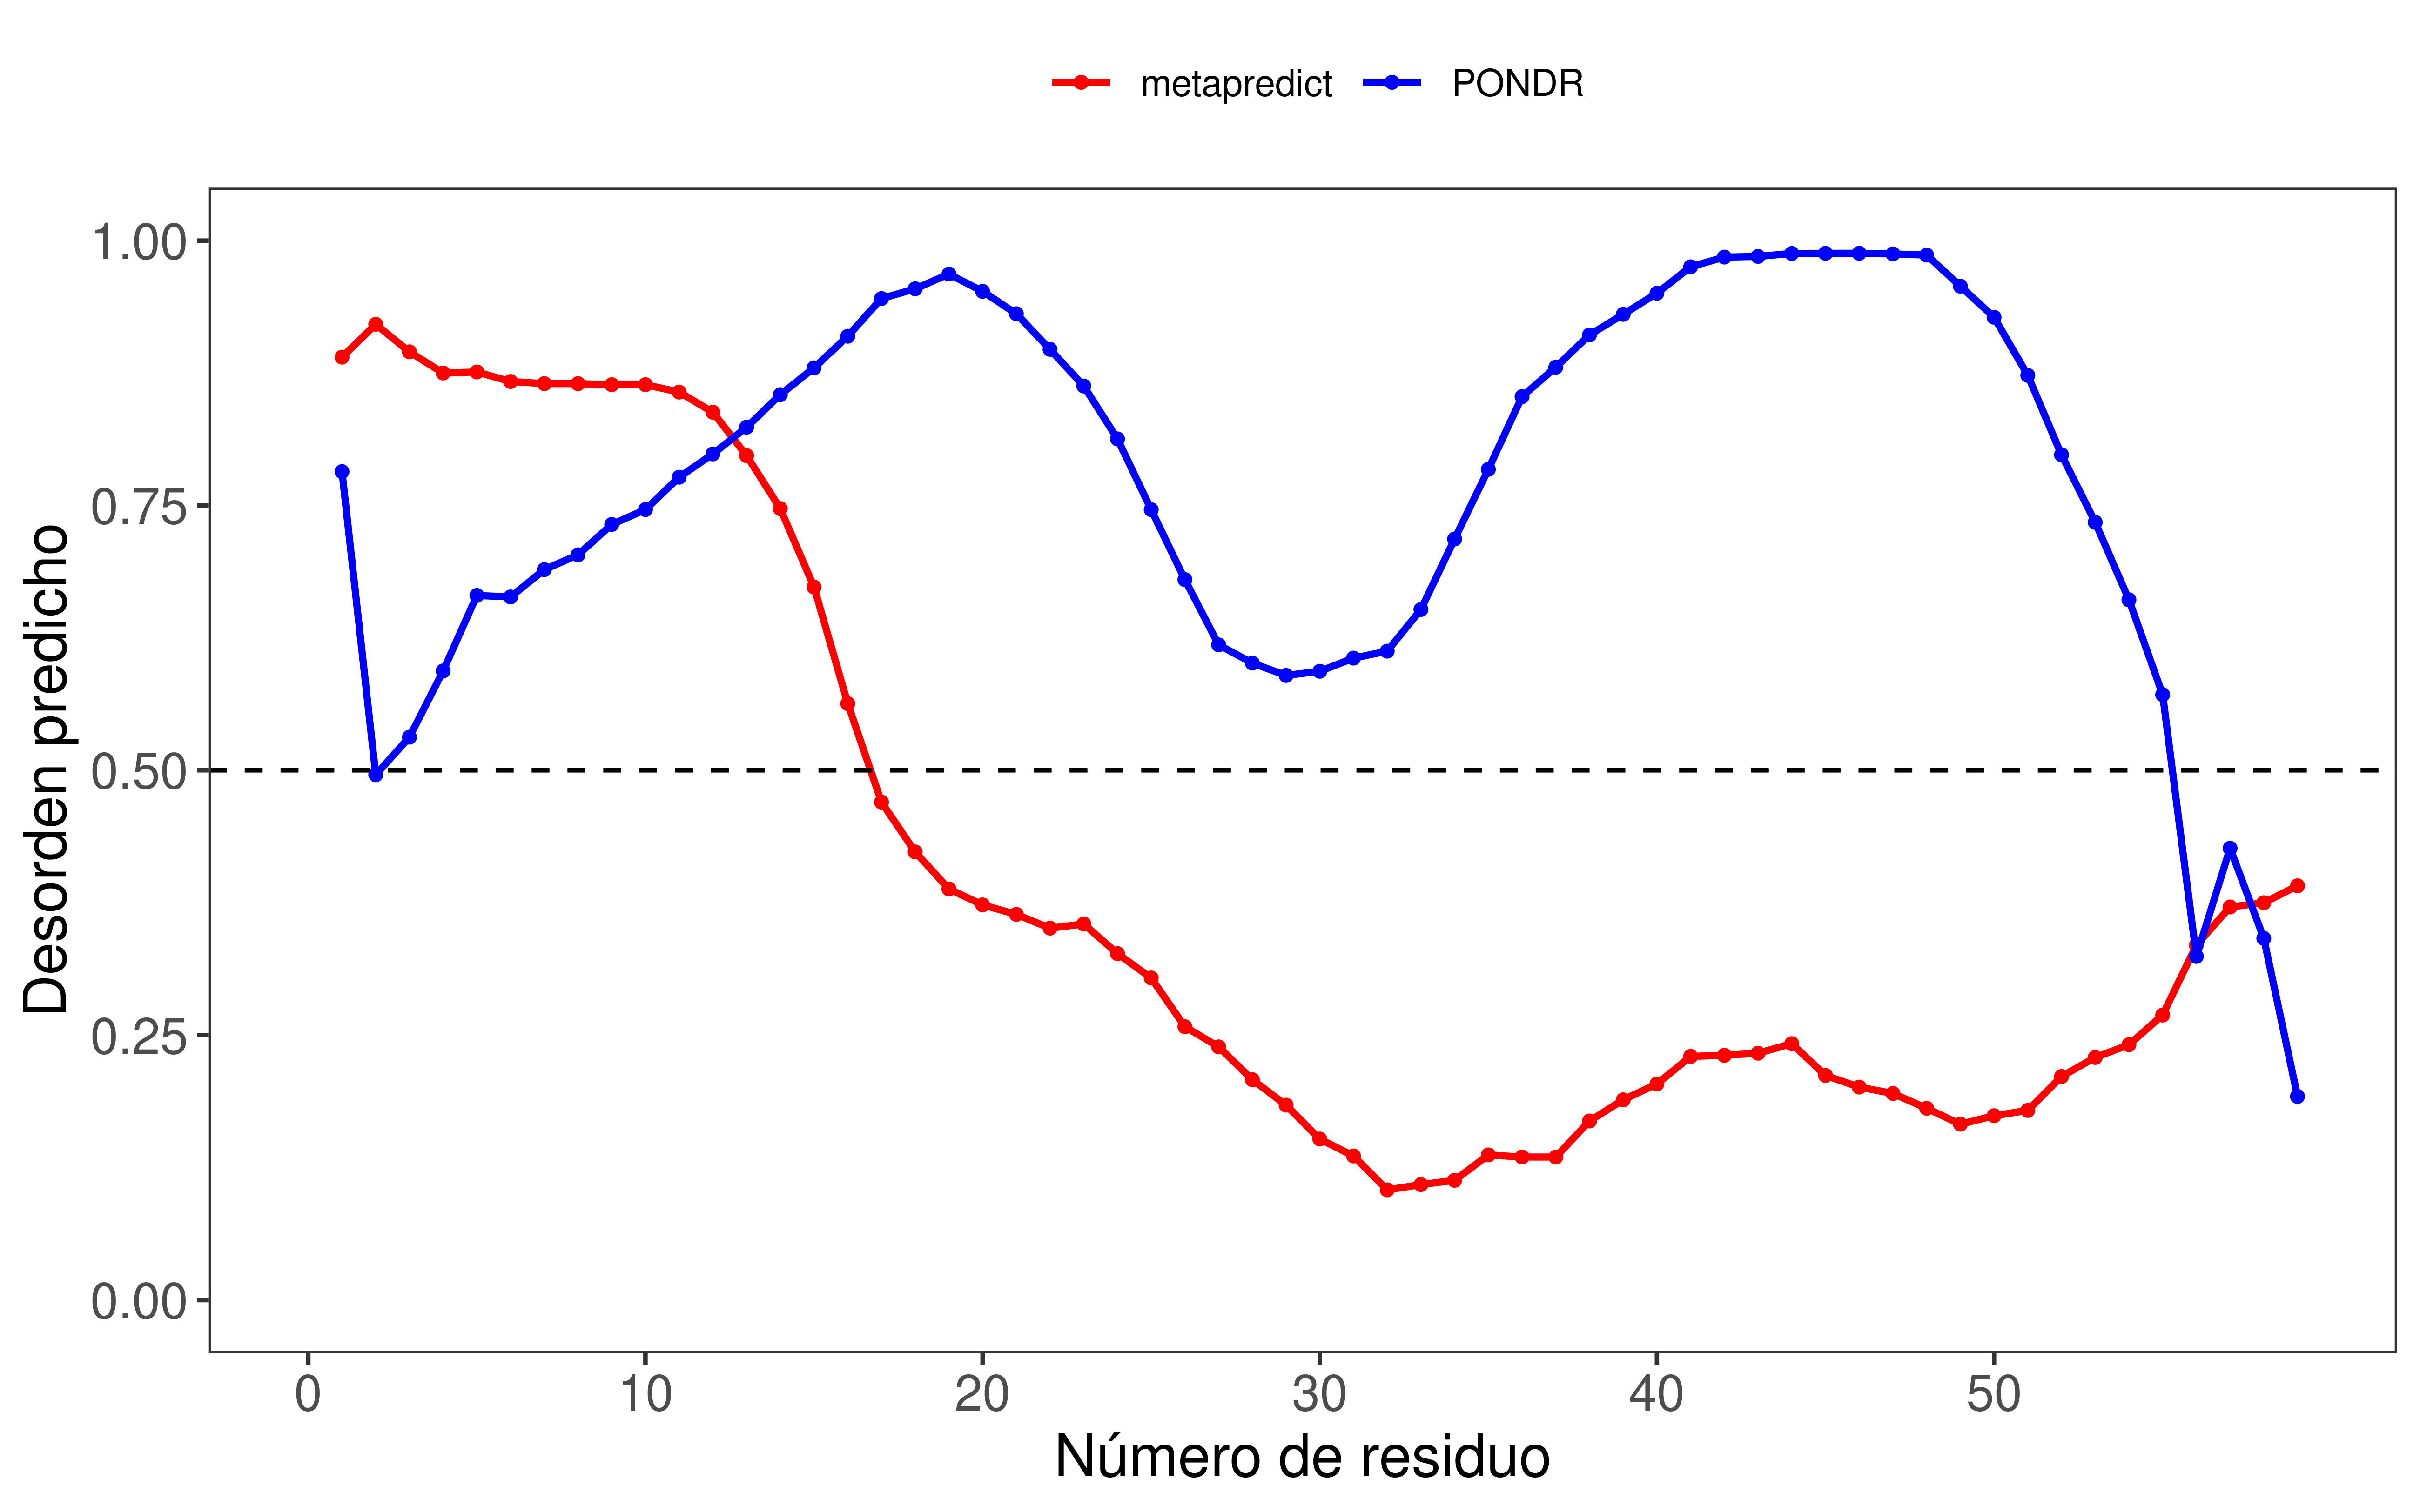 metapredict PONDR
Desorden predicho
1.00
0.75
0.50
0.25
0.00
0 10 20 30 40 50
Número de residuo